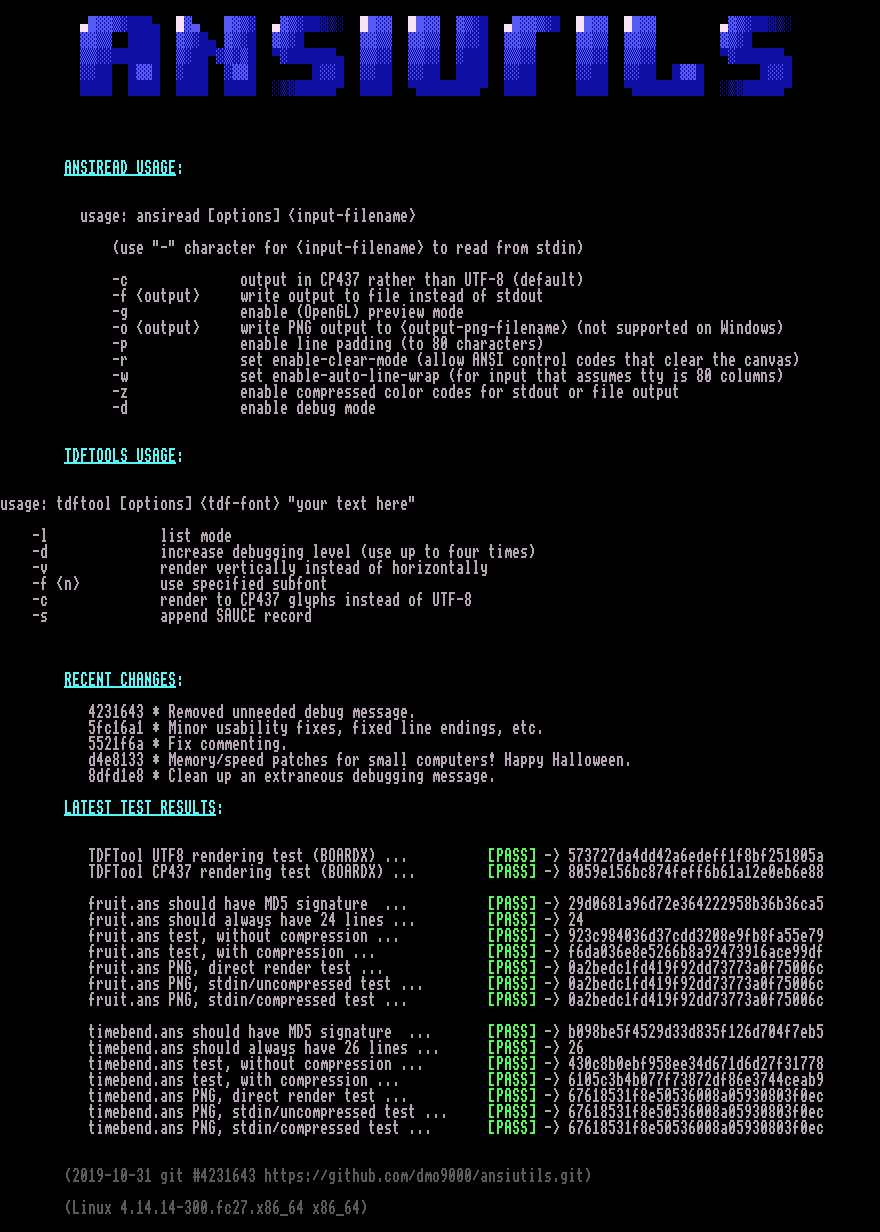 ANSIUTILS
ANSIREAD USAGE:
usage: ansiread [options] <input-filename>
(use "-" character for <input-filename> to read from stdin)
-c output in CP437 rather than UTF-8 (default)
-f <output> write output to file instead of stdout
-g enable (OpenGL) preview mode
-o <output> write PNG output to <output-png-filename> (not supported on Windows)
-p enable line padding (to 80 characters)
-r set enable-clear-mode (allow ANSI control codes that clear the canvas)
-w set enable-auto-line-wrap (for input that assumes tty is 80 columns)
-z enable compressed color codes for stdout or file output
-d enable debug mode
TDFTOOLS USAGE:
usage: tdftool [options] <tdf-font> "your text here"
-l list mode
-d increase debugging level (use up to four times)
-v render vertically instead of horizontally
-f <n> use specified subfont
-c render to CP437 glyphs instead of UTF-8
-s append SAUCE record
RECENT CHANGES:
4231643 * Removed unneeded debug message.
5fc16a1 * Minor usability fixes, fixed line endings, etc.
5521f6a * Fix commenting.
d4e8133 * Memory/speed patches for small computers! Happy Halloween.
8dfd1e8 * Clean up an extraneous debugging message.
LATEST TEST RESULTS:
TDFTool UTF8 rendering test (BOARDX) ... [PASS] -> 573727da4dd42a6edeff1f8bf251805a
TDFTool CP437 rendering test (BOARDX) ... [PASS] -> 8059e156bc874feff6b61a12e0eb6e88
fruit.ans should have MD5 signature ... [PASS] -> 29d0681a96d72e364222958b36b36ca5
fruit.ans should always have 24 lines ... [PASS] -> 24
fruit.ans test, without compression ... [PASS] -> 923c984036d37cdd3208e9fb8fa55e79
fruit.ans test, with compression ... [PASS] -> f6da036e8e5266b8a92473916ace99df
fruit.ans PNG, direct render test ... [PASS] -> 0a2bedc1fd419f92dd73773a0f75006c
fruit.ans PNG, stdin/uncompressed test ... [PASS] -> 0a2bedc1fd419f92dd73773a0f75006c
fruit.ans PNG, stdin/compressed test ... [PASS] -> 0a2bedc1fd419f92dd73773a0f75006c
timebend.ans should have MD5 signature ... [PASS] -> b098be5f4529d33d835f126d704f7eb5
timebend.ans should always have 26 lines ... [PASS] -> 26
timebend.ans test, without compression ... [PASS] -> 430c8b0ebf958ee34d671d6d27f31778
timebend.ans test, with compression ... [PASS] -> 6105c3b4b077f73872df86e3744ceab9
timebend.ans PNG, direct render test ... [PASS] -> 67618531f8e50536008a05930803f0ec
timebend.ans PNG, stdin/uncompressed test ... [PASS] -> 67618531f8e50536008a05930803f0ec
timebend.ans PNG, stdin/compressed test ... [PASS] -> 67618531f8e50536008a05930803f0ec
(2019-10-31 git #4231643 https://github.com/dmo9000/ansiutils.git)
(Linux 4.14.14-300.fc27.x86_64 x86_64)